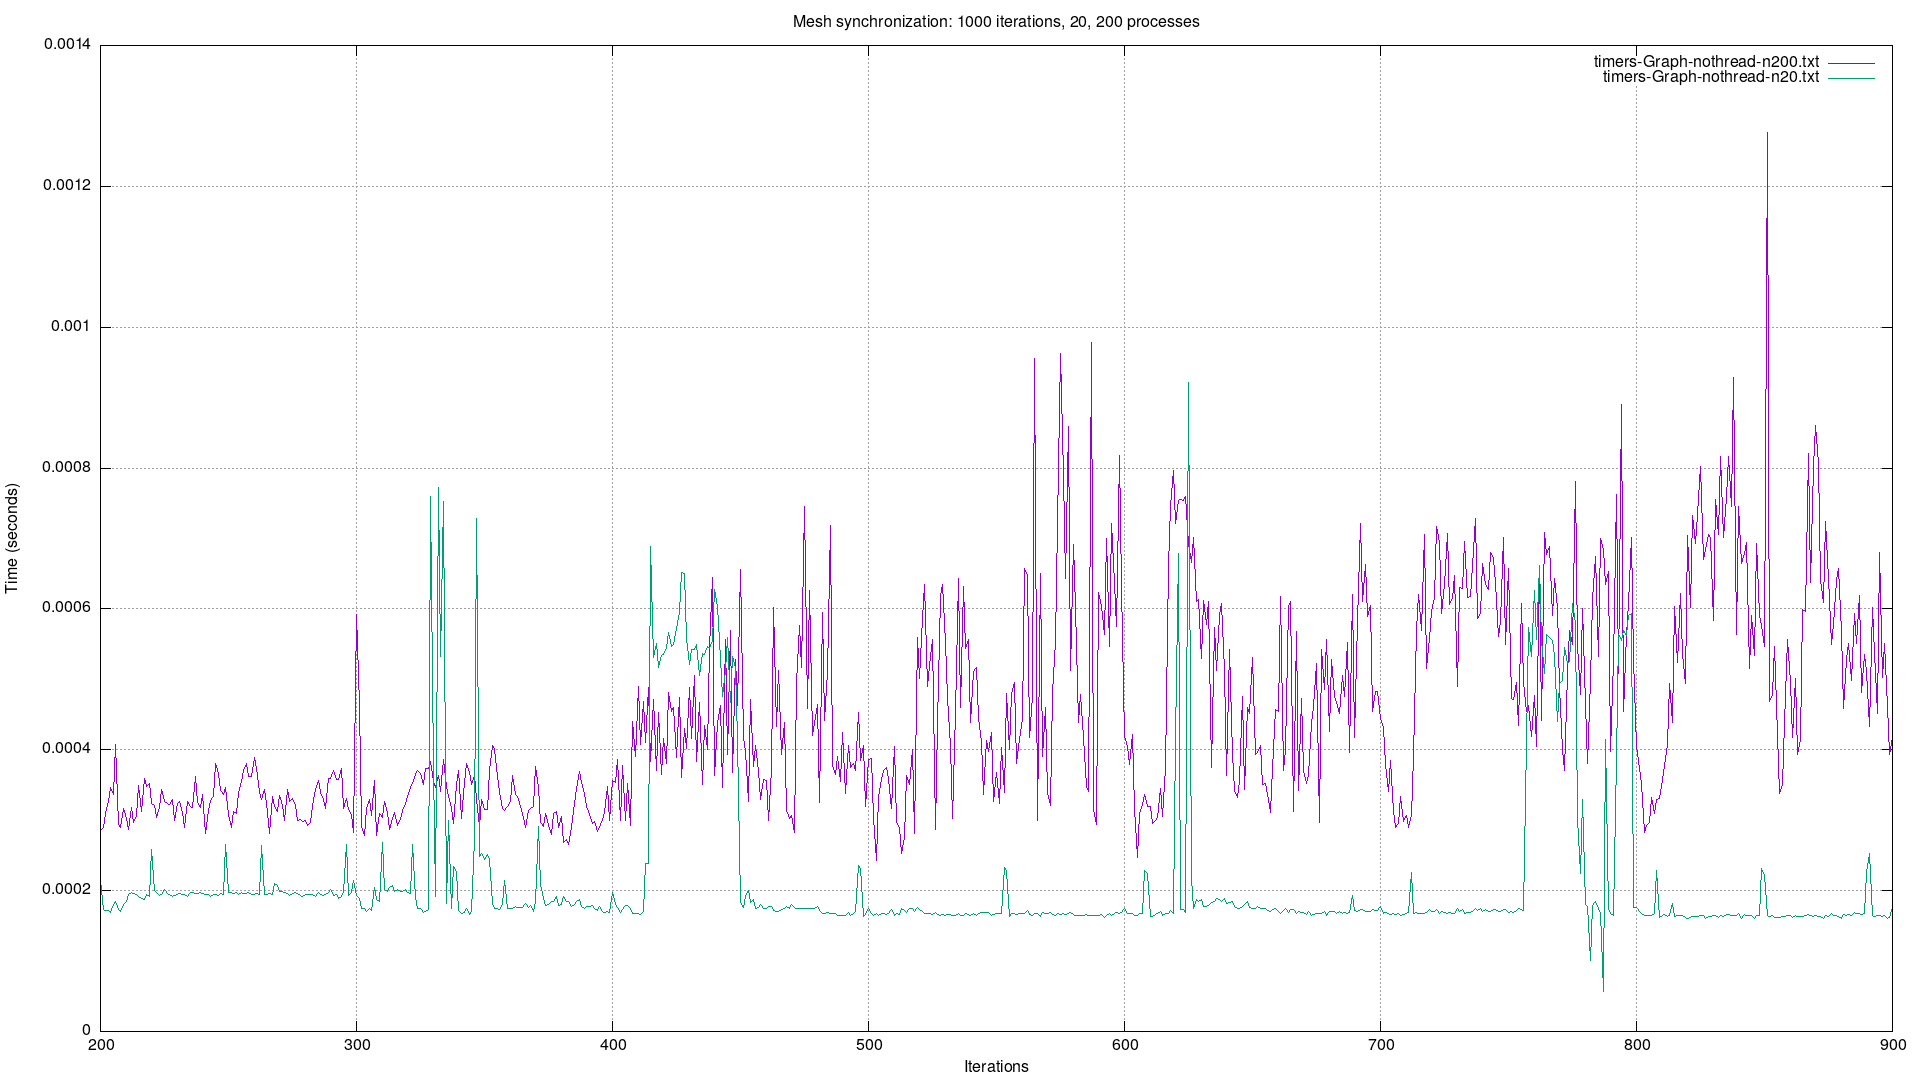 Mesh synchronization: 1000 iterations, 20, 200 processes
timers-Graph-nothread-n200.txt
timers-Graph-nothread-n20.txt
0.0014
0.0012
0.001
0.0008
0.0006
0.0004
0.0002
0
Time (seconds)
200 300 400 500 600 700 800 900
Iterations